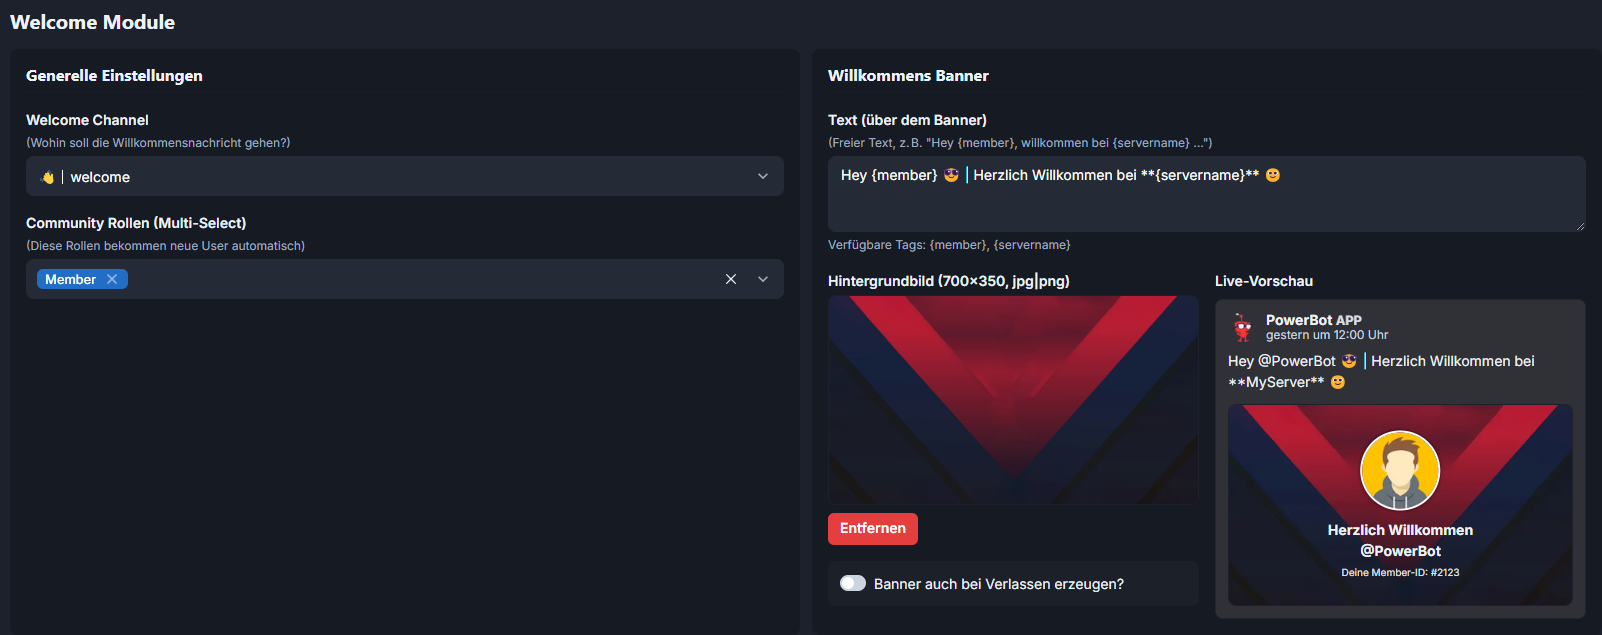 Welcome Module
Generelle Einstellungen
Welcome Channel
(Wohin soll die Willkommensnachricht gehen?)
👋 | welcome
Community Rollen (Multi-Select)
(Diese Rollen bekommen neue User automatisch)
Member
Willkommens Banner
Text (über dem Banner)
(Freier Text, z. B. "Hey {member}, willkommen bei {servername} ...")
Hey {member} 😎 | Herzlich Willkommen bei **{servername}** 🙂
Verfügbare Tags: {member}, {servername}
Hintergrundbild (700×350, jpg|png)
Entfernen
Banner auch bei Verlassen erzeugen?
Live-Vorschau
PowerBot APP
gestern um 12:00 Uhr
Hey @PowerBot 😎 | Herzlich Willkommen bei
**MyServer** 🙂
Herzlich Willkommen
@PowerBot
Deine Member-ID: #2123